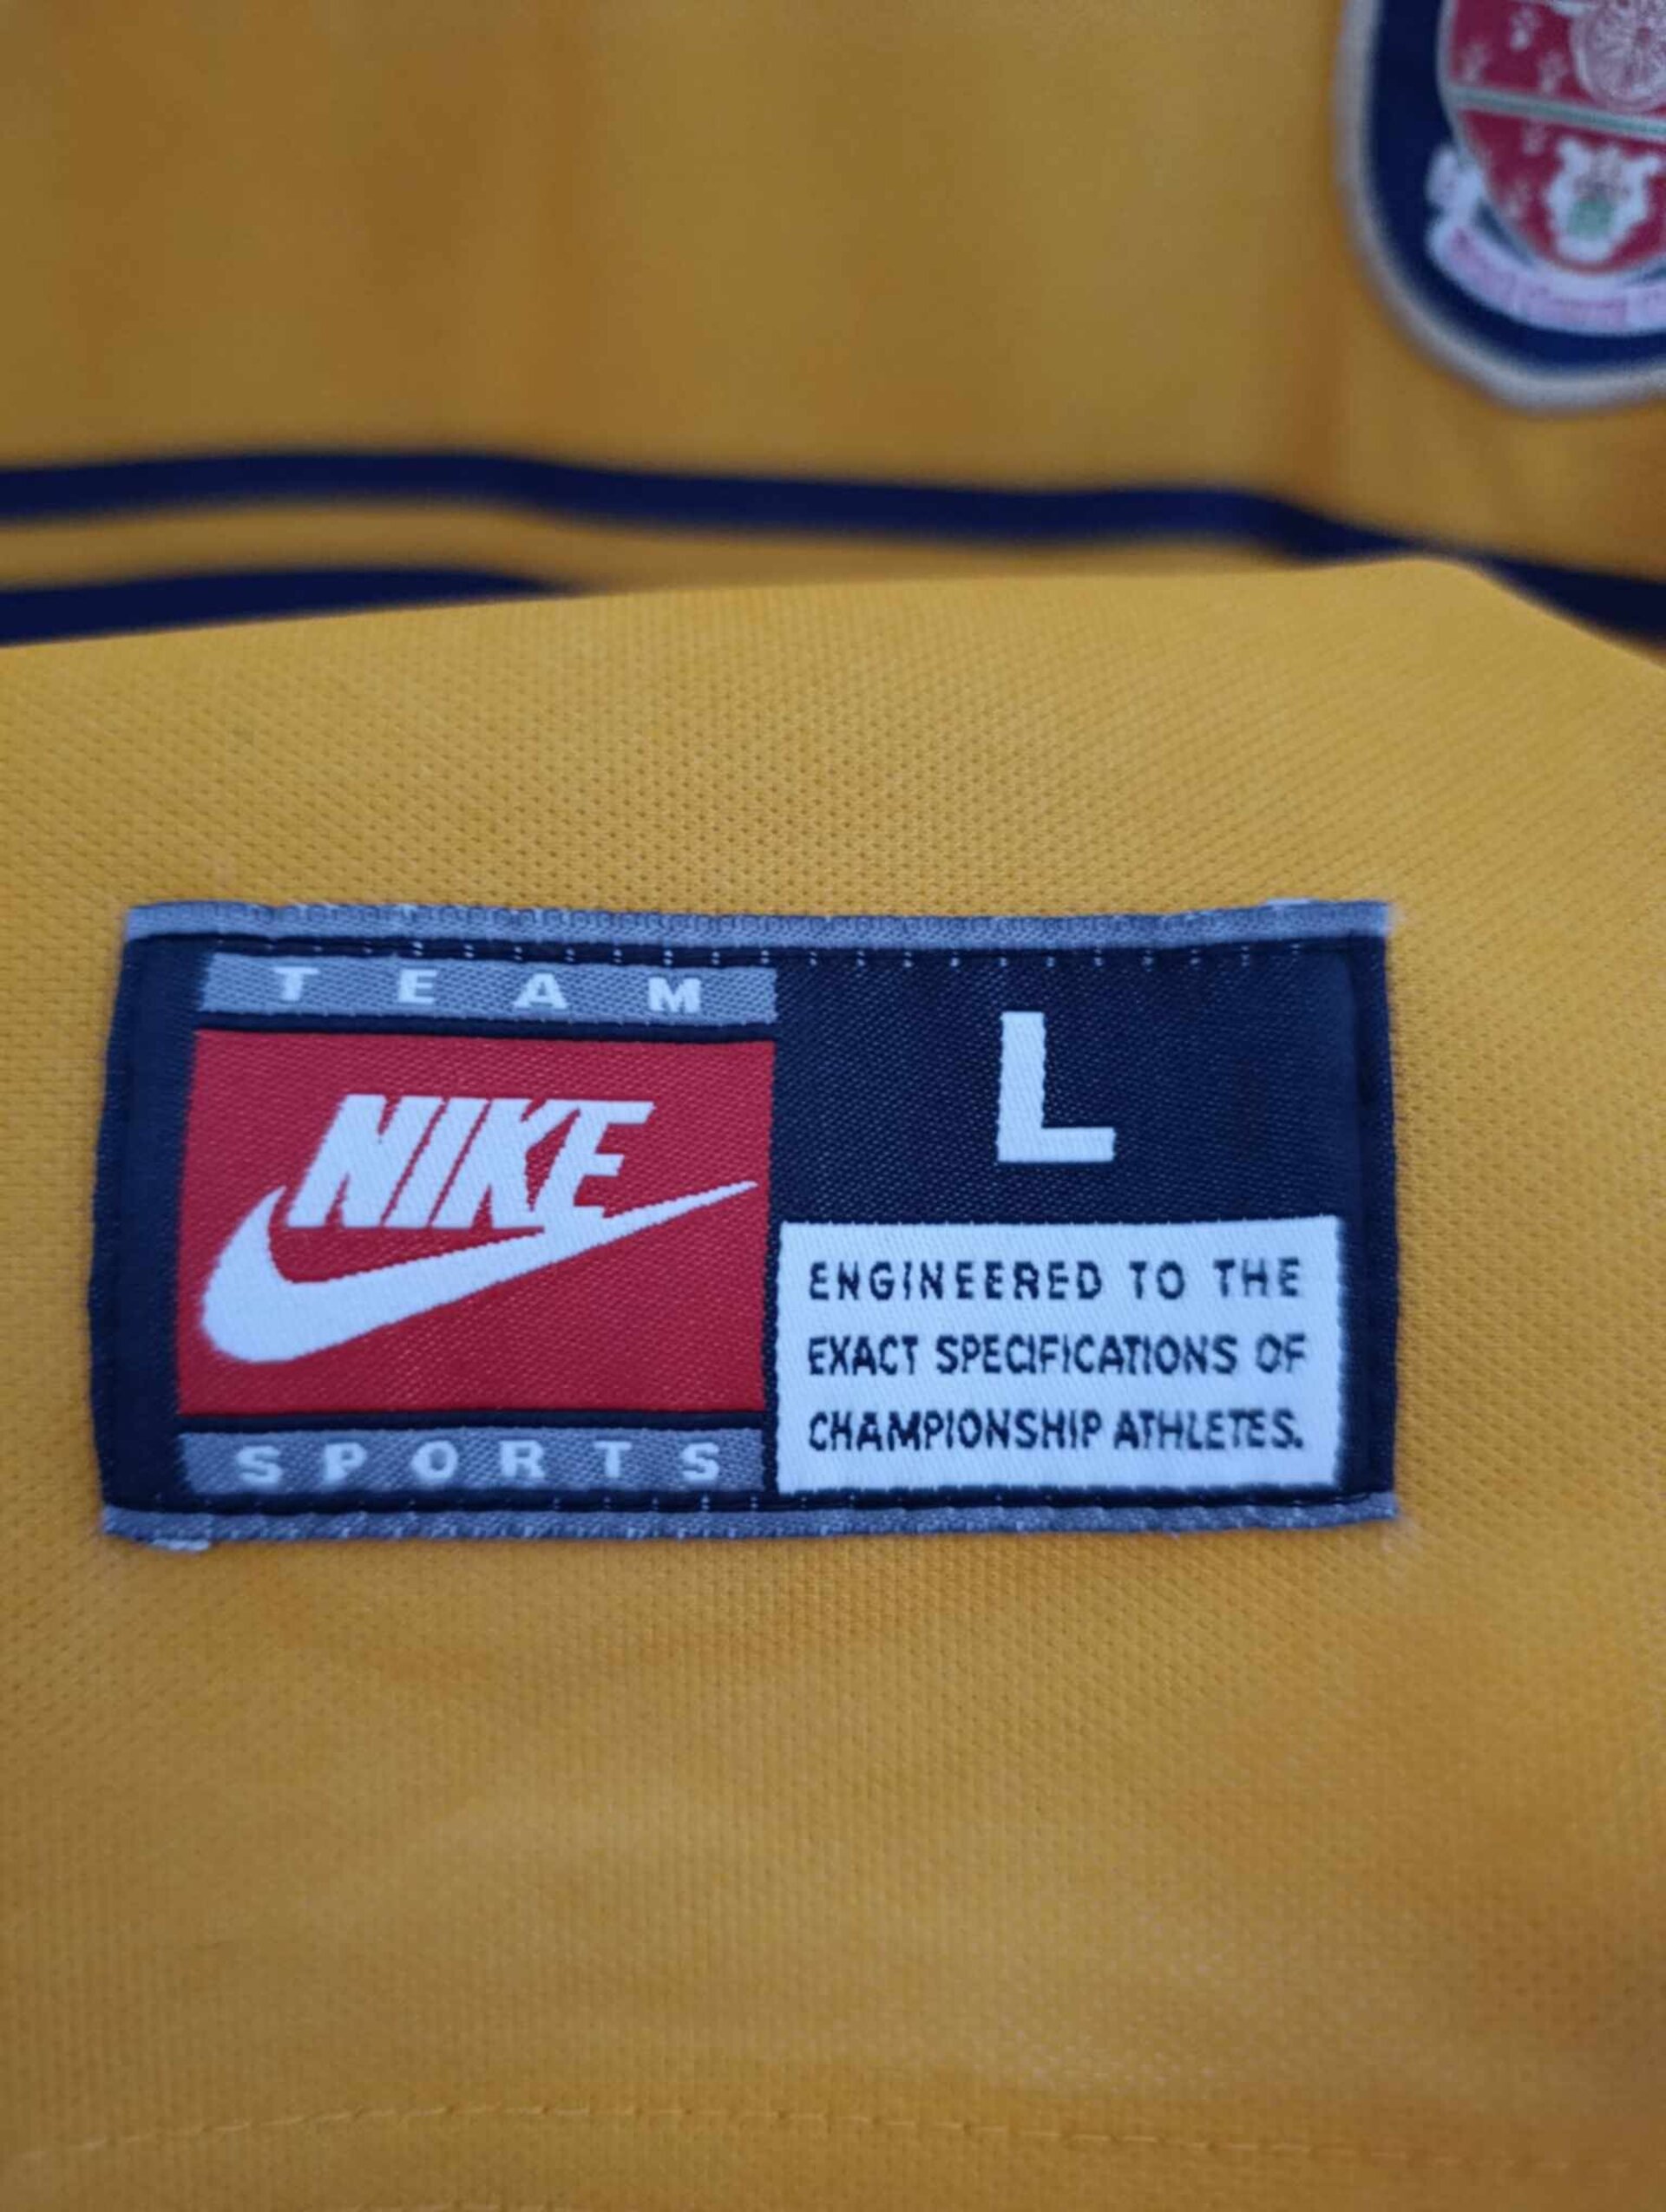 TEAM
NIKE
SPORTS
L
ENGINEERED TO THE
EXACT SPECIFICATIONS OF
CHAMPIONSHIP ATHLETES.